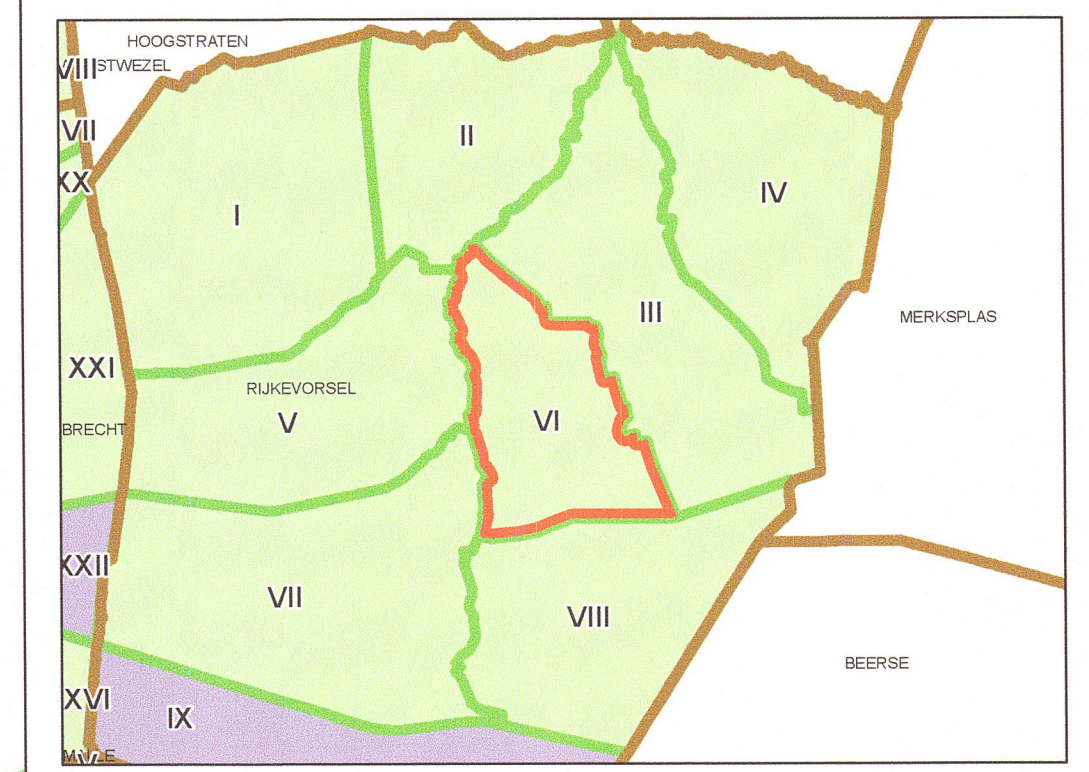 HOOGSTRATEN
VIII
STWEZEL
VII
II
XX
IV
I
III
MERKSPLAS
XXI
RIJKEVORSEL
V
VI
BRECHT
XXII
VII
VIII
BEERSE
XVI
IX